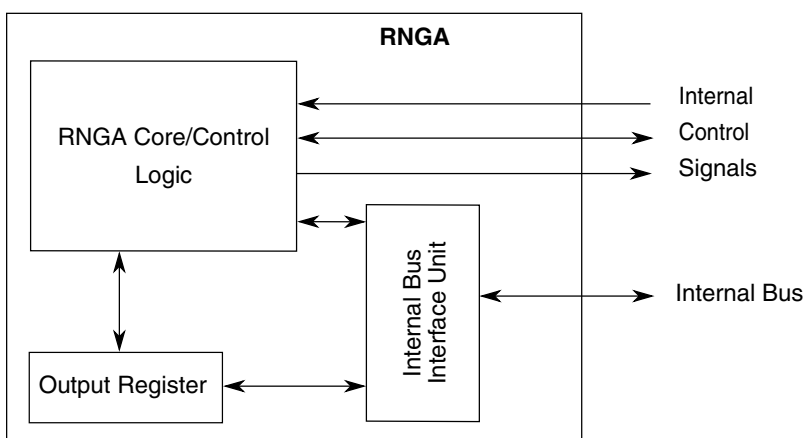 RNGA
RNGA Core/Control
Logic
Internal
Control
Signals
Internal Bus
Interface Unit
Internal Bus
Output Register